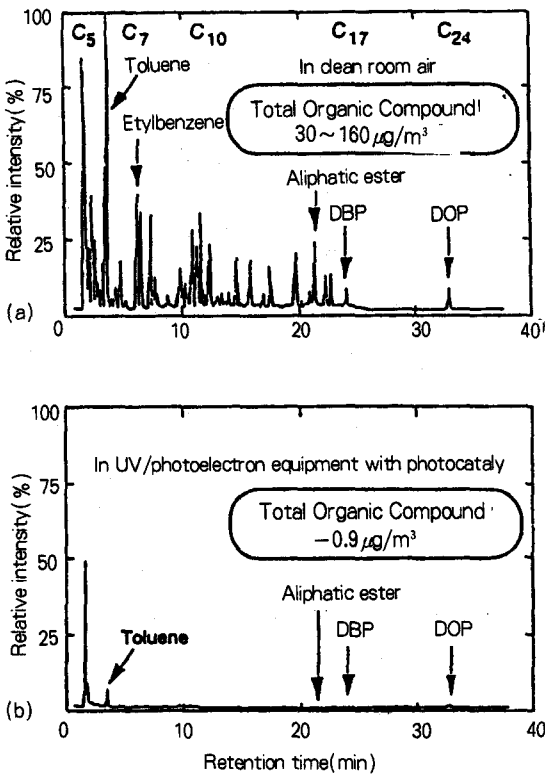 100
C5 C7 C10 C17 C24
Toluene
In clean room air
75
Total Organic Compound
30~160μg/m³
Etylbenzene
50
Aliphatic ester
DBP
DOP
25
Relative intensity(%)
(a)
0 10 20 30 40
100
In UV/photoelectron equipment with photocataly
75
Total Organic Compound
−0.9μg/m³
50
Aliphatic ester
DBP
DOP
25
Toluene
Relative intensity(%)
(b)
0 10 20 30 40
Retention time(min)